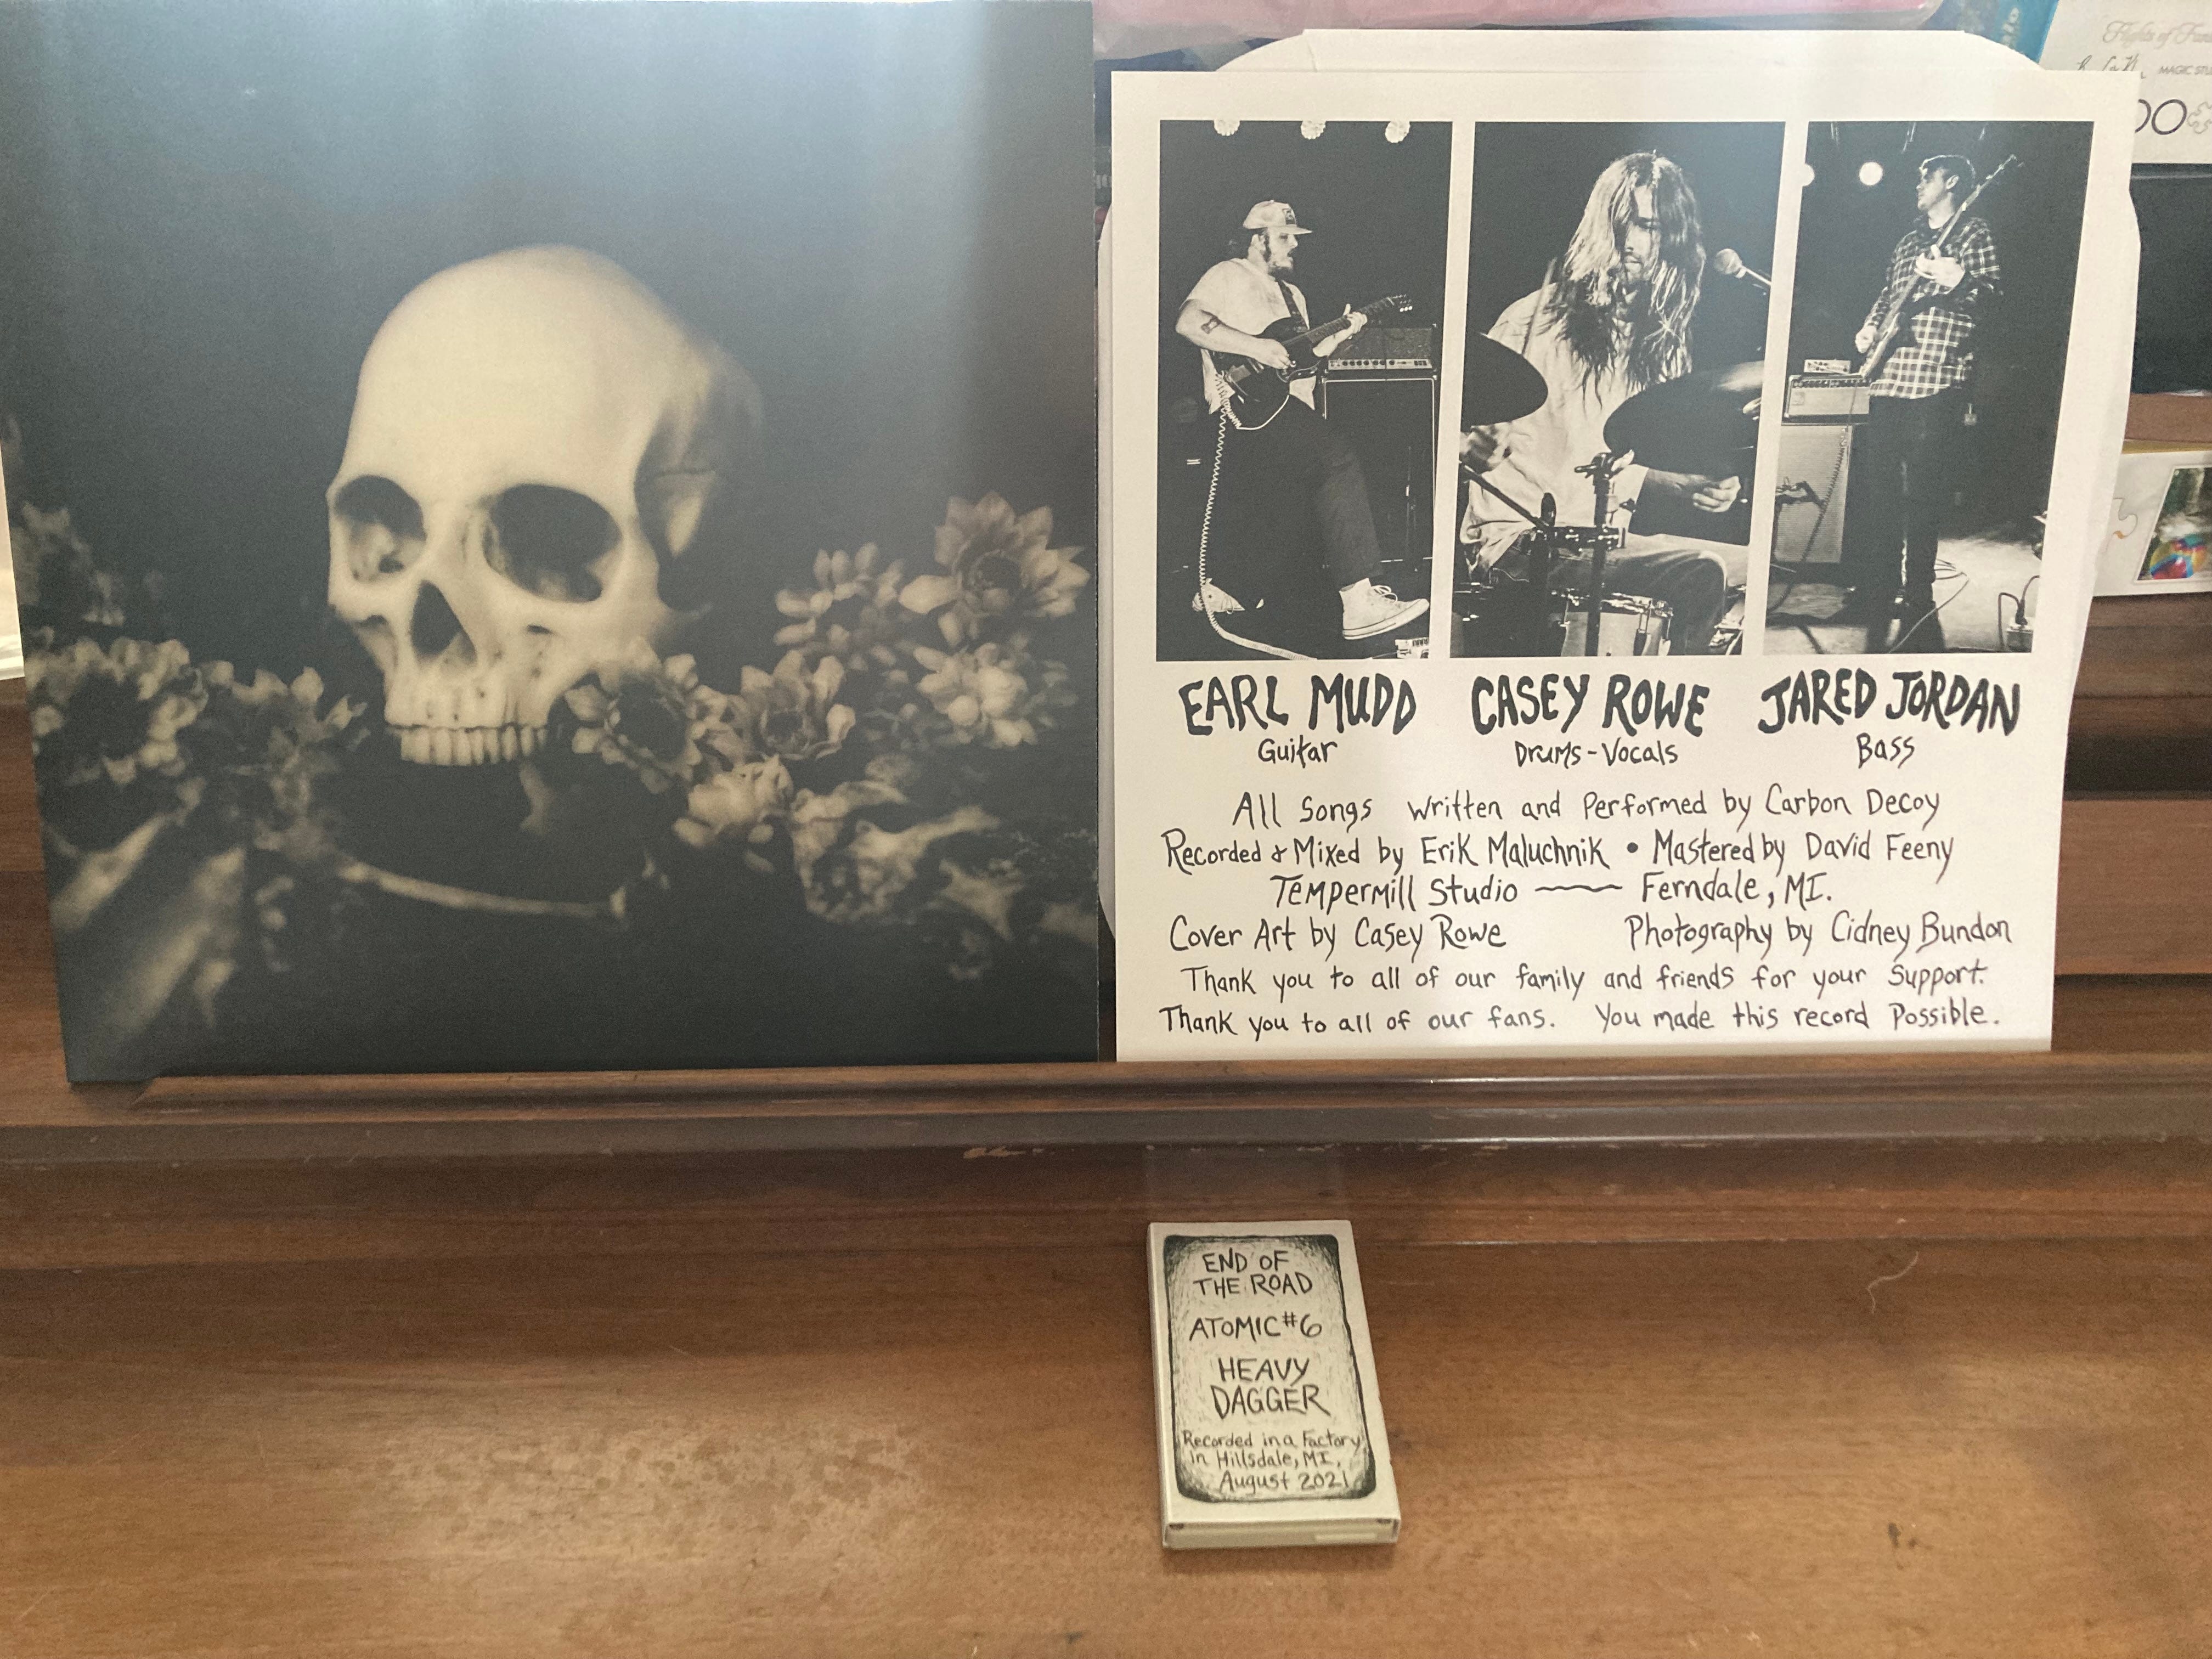 Flights of
MAGIC
EARL MUDD
Guitar
CASEY ROWE
Drums-Vocals
JARED JORDAN
Bass
All Songs written and Performed by Carbon Decoy
Recorded & Mixed by Erik Maluchnik • Mastered by David Feeny
Tempermill Studio — Ferndale, MI.
Cover Art by Casey Rowe Photography by Cidney Bundon
Thank you to all of our family and friends for your Support.
Thank you to all of our fans. You made this record Possible.
END OF
THE ROAD
ATOMIC #6
HEAVY
DAGGER
Recorded in a Factory
in Hillsdale, MI,
August 2021